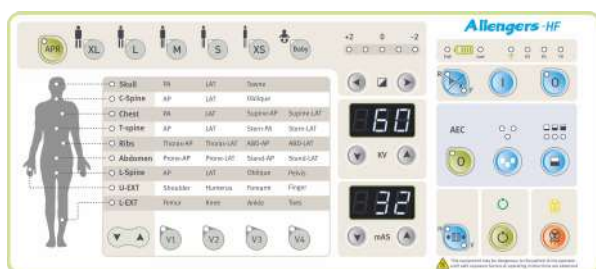 Allengers-HF
APR XL L M S XS Baby
+2 0 -2
Skull PA LAT Towne
C-Spine AP LAT Oblique
Chest PA LAT Supine-AP Supine-LAT
T-spine AP LAT Stern-PA Stern-LAT
Ribs Thorax-AP Thorax-LAT ABD-AP ABD-LAT
Abdomen Prone-AP Prone-LAT Stand-AP Stand-LAT
L-Spine AP LAT Oblique Pelvis
U-EXT Shoulder Humerus Forearm Finger
L-EXT Femur Knee Ankle Toes
V1 V2 V3 V4
60
KV
32
mAS
AEC